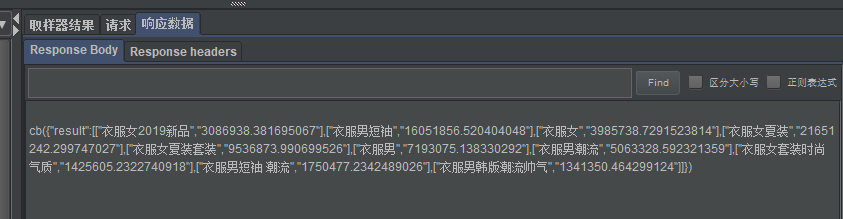 取样器结果 请求 响应数据
Response Body Response headers
Find 区分大小写 正则表达式
cb({"result":[["衣服女2019新品","3086938.381695067"],["衣服男短袖","16051856.520404048"],["衣服女","3985738.7291523814"],["衣服女夏装","21651
242.299747027"],["衣服女夏装套装","9536873.990699526"],["衣服男","7193075.138330292"],["衣服男潮流","5063328.592321359"],["衣服女套装时尚
气质","1425605.2322740918"],["衣服男短袖 潮流","1750477.2342489026"],["衣服男韩版潮流帅气","1341350.464299124"]]})